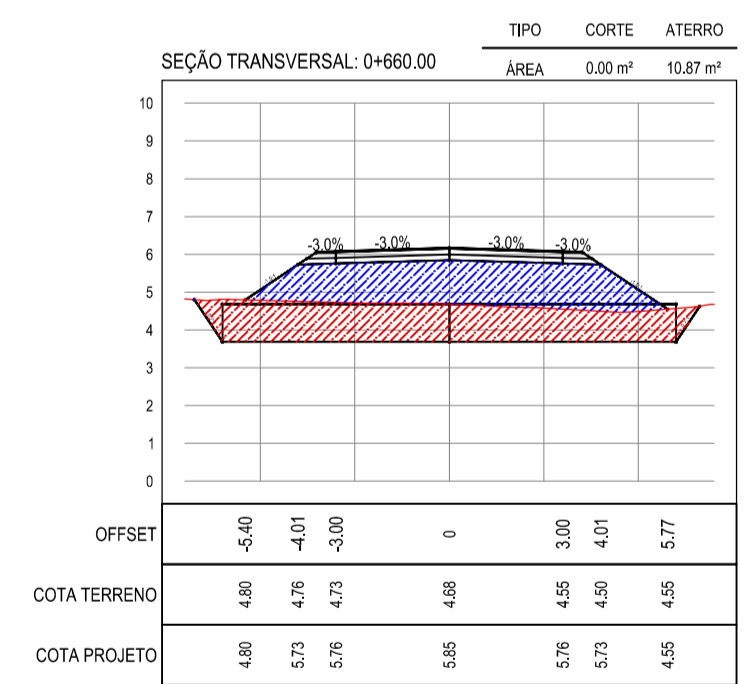 TIPO CORTE ATERRO
SEÇÃO TRANSVERSAL: 0+660.00
ÁREA 0.00 m² 10.87 m²
10
9
8
7
6
5
4
3
2
1
0
-3.0% -3.0% -3.0% -3.0%
OFFSET -5.40 -4.01 -3.00 0 3.00 4.01 5.77
COTA TERRENO 4.80 4.76 4.73 4.68 4.55 4.50 4.55
COTA PROJETO 4.80 5.73 5.76 5.85 5.76 5.73 4.55